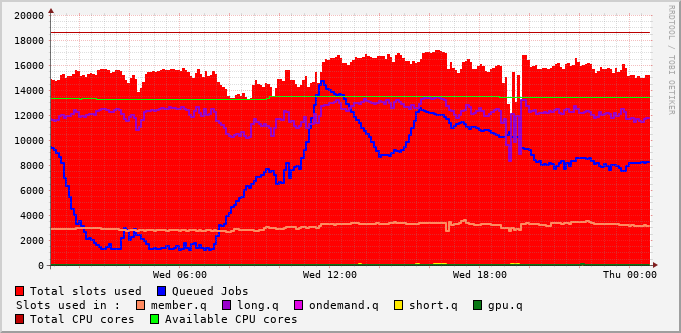 20000
18000
16000
14000
12000
10000
8000
6000
4000
2000
0
Wed 06:00 Wed 12:00 Wed 18:00 Thu 00:00
RRDTOOL / TOBI OETIKER
Total slots used Queued Jobs
Slots used in : member.q long.q ondemand.q short.q gpu.q
Total CPU cores Available CPU cores